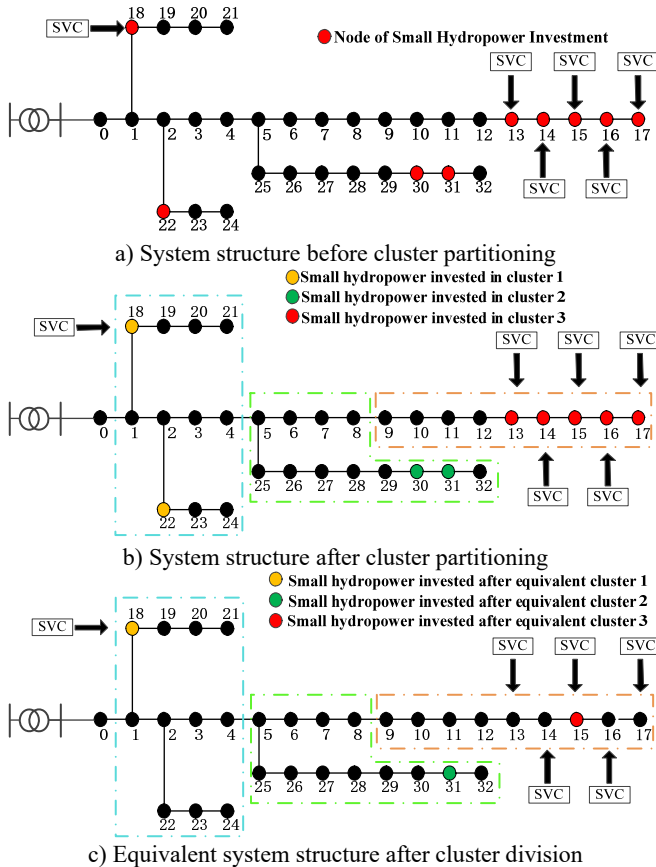 18 19 20 21
SVC
Node of Small Hydropower Investment
SVC SVC SVC
0 1 2 3 4 5 6 7 8 9 10 11 12 13 14 15 16 17
25 26 27 28 29 30 31 32
SVC SVC
22 23 24
a) System structure before cluster partitioning
Small hydropower invested in cluster 1
Small hydropower invested in cluster 2
Small hydropower invested in cluster 3
18 19 20 21
SVC
SVC SVC SVC
0 1 2 3 4 5 6 7 8 9 10 11 12 13 14 15 16 17
25 26 27 28 29 30 31 32
SVC SVC
22 23 24
b) System structure after cluster partitioning
Small hydropower invested after equivalent cluster 1
Small hydropower invested after equivalent cluster 2
Small hydropower invested after equivalent cluster 3
18 19 20 21
SVC
SVC SVC SVC
0 1 2 3 4 5 6 7 8 9 10 11 12 13 14 15 16 17
25 26 27 28 29 30 31 32
SVC SVC
22 23 24
c) Equivalent system structure after cluster division